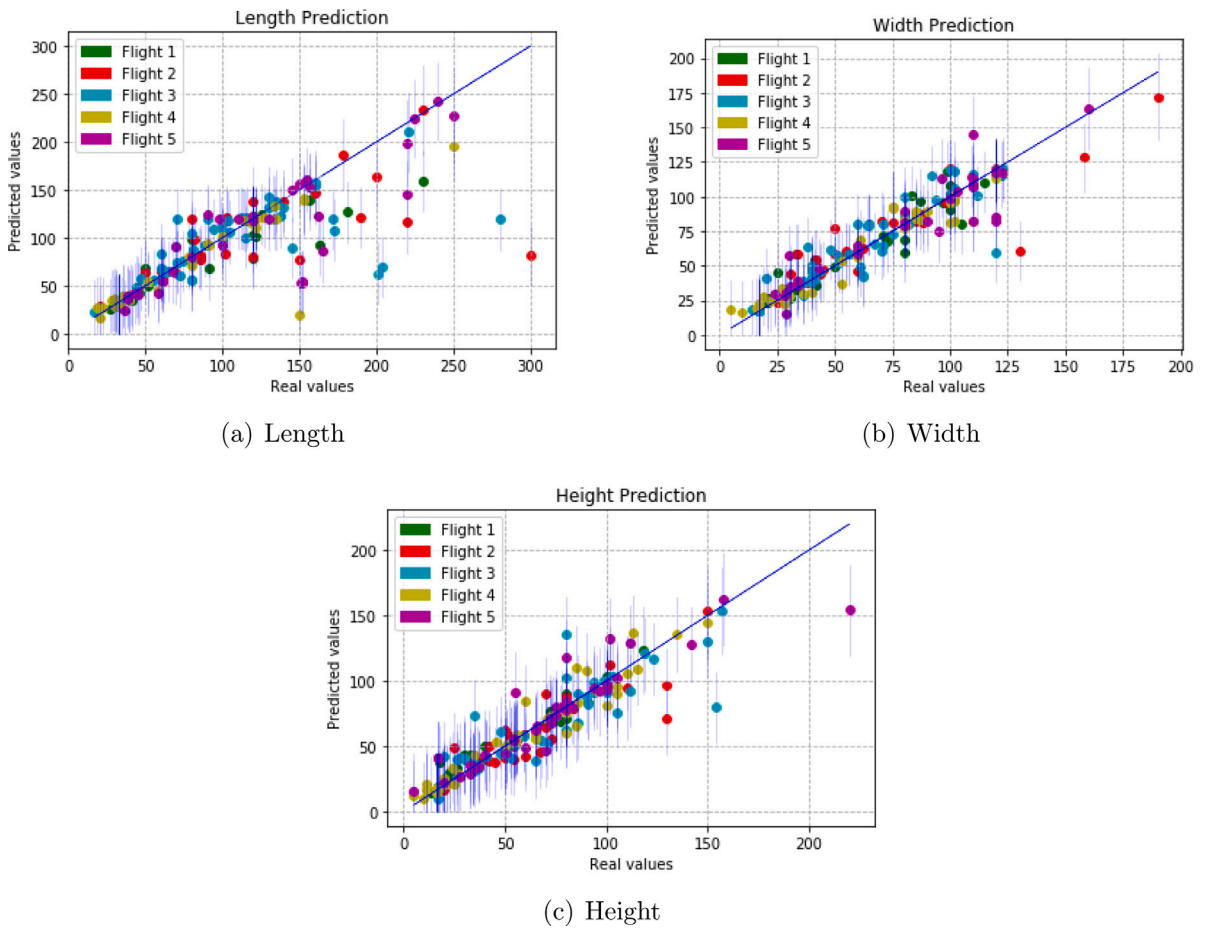 Length Prediction
300
250
200
150
100
50
0
Predicted values
Flight 1
Flight 2
Flight 3
Flight 4
Flight 5
0 50 100 150 200 250 300
Real values
(a) Length
Width Prediction
200
175
150
125
100
75
50
25
0
Predicted values
Flight 1
Flight 2
Flight 3
Flight 4
Flight 5
0 25 50 75 100 125 150 175 200
Real values
(b) Width
Height Prediction
200
150
100
50
0
Predicted values
Flight 1
Flight 2
Flight 3
Flight 4
Flight 5
0 50 100 150 200
Real values
(c) Height